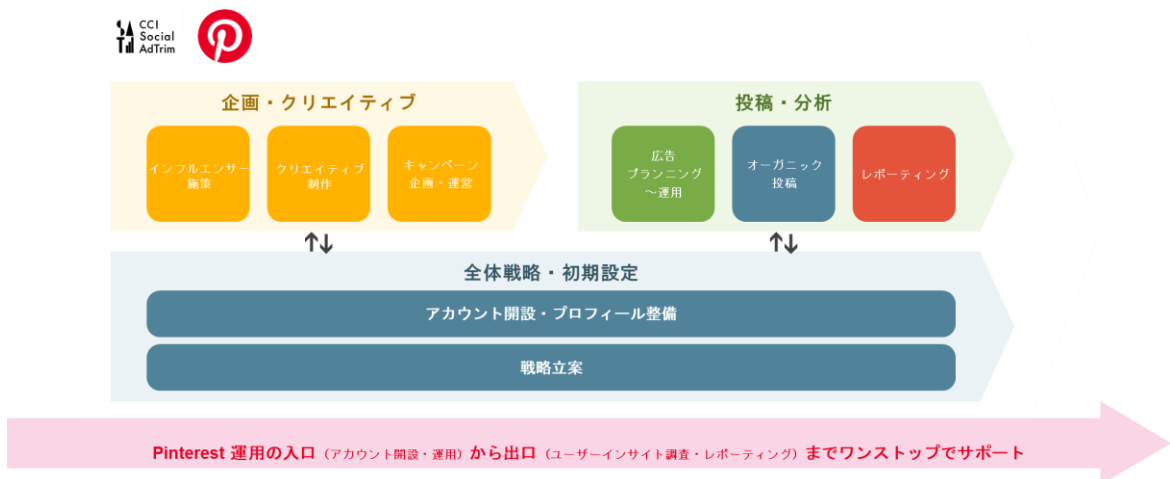 CCI
Social
AdTrim
企画・クリエイティブ
インフルエンサー
施策
クリエイティブ
制作
キャンペーン
企画・運営
投稿・分析
広告
プランニング
～運用
オーガニック
投稿
レポーティング
全体戦略・初期設定
アカウント開設・プロフィール整備
戦略立案
Pinterest 運用の入口（アカウント開設・運用）から出口（ユーザーインサイト調査・レポーティング）までワンストップでサポート